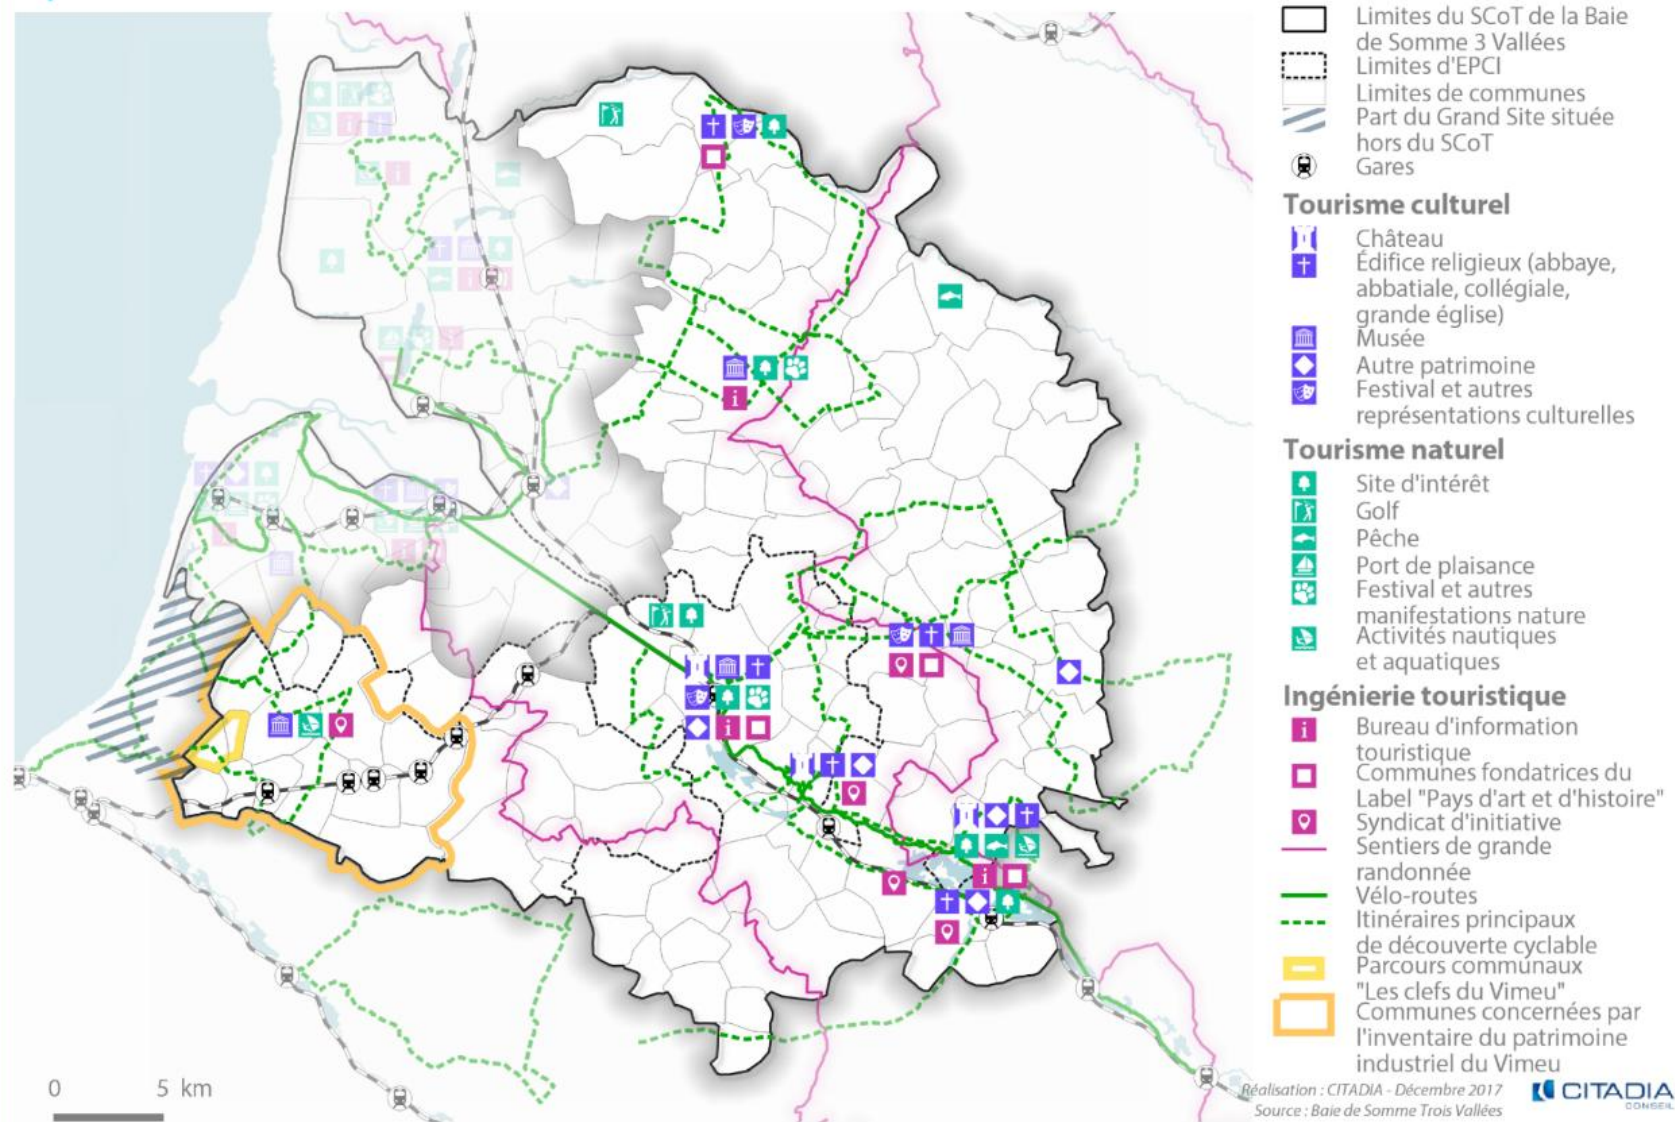 Limites du SCoT de la Baie
de Somme 3 Vallées
Limites d'EPCI
Limites de communes
Part du Grand Site située
hors du SCoT
Gares
Tourisme culturel
Château
Édifice religieux (abbaye,
abbatiale, collégiale,
grande église)
Musée
Autre patrimoine
Festival et autres
représentations culturelles
Tourisme naturel
Site d'intérêt
Golf
Pêche
Port de plaisance
Festival et autres
manifestations nature
Activités nautiques
et aquatiques
Ingénierie touristique
Bureau d'information
touristique
Communes fondatrices du
Label "Pays d'art et d'histoire"
Syndicat d'initiative
Sentiers de grande
randonnée
Vélo-routes
Itinéraires principaux
de découverte cyclable
Parcours communaux
"Les clefs du Vimeu"
Communes concernées par
l'inventaire du patrimoine
industriel du Vimeu
0 5 km
Réalisation : CITADIA - Décembre 2017
Source : Baie de Somme Trois Vallées
CITADIA
CONSEIL